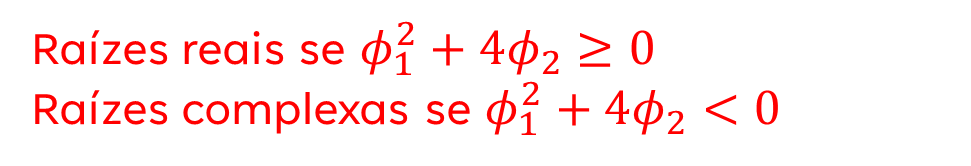 Raízes reais se ϕ₁² + 4ϕ₂ ≥ 0
Raízes complexas se ϕ₁² + 4ϕ₂ < 0